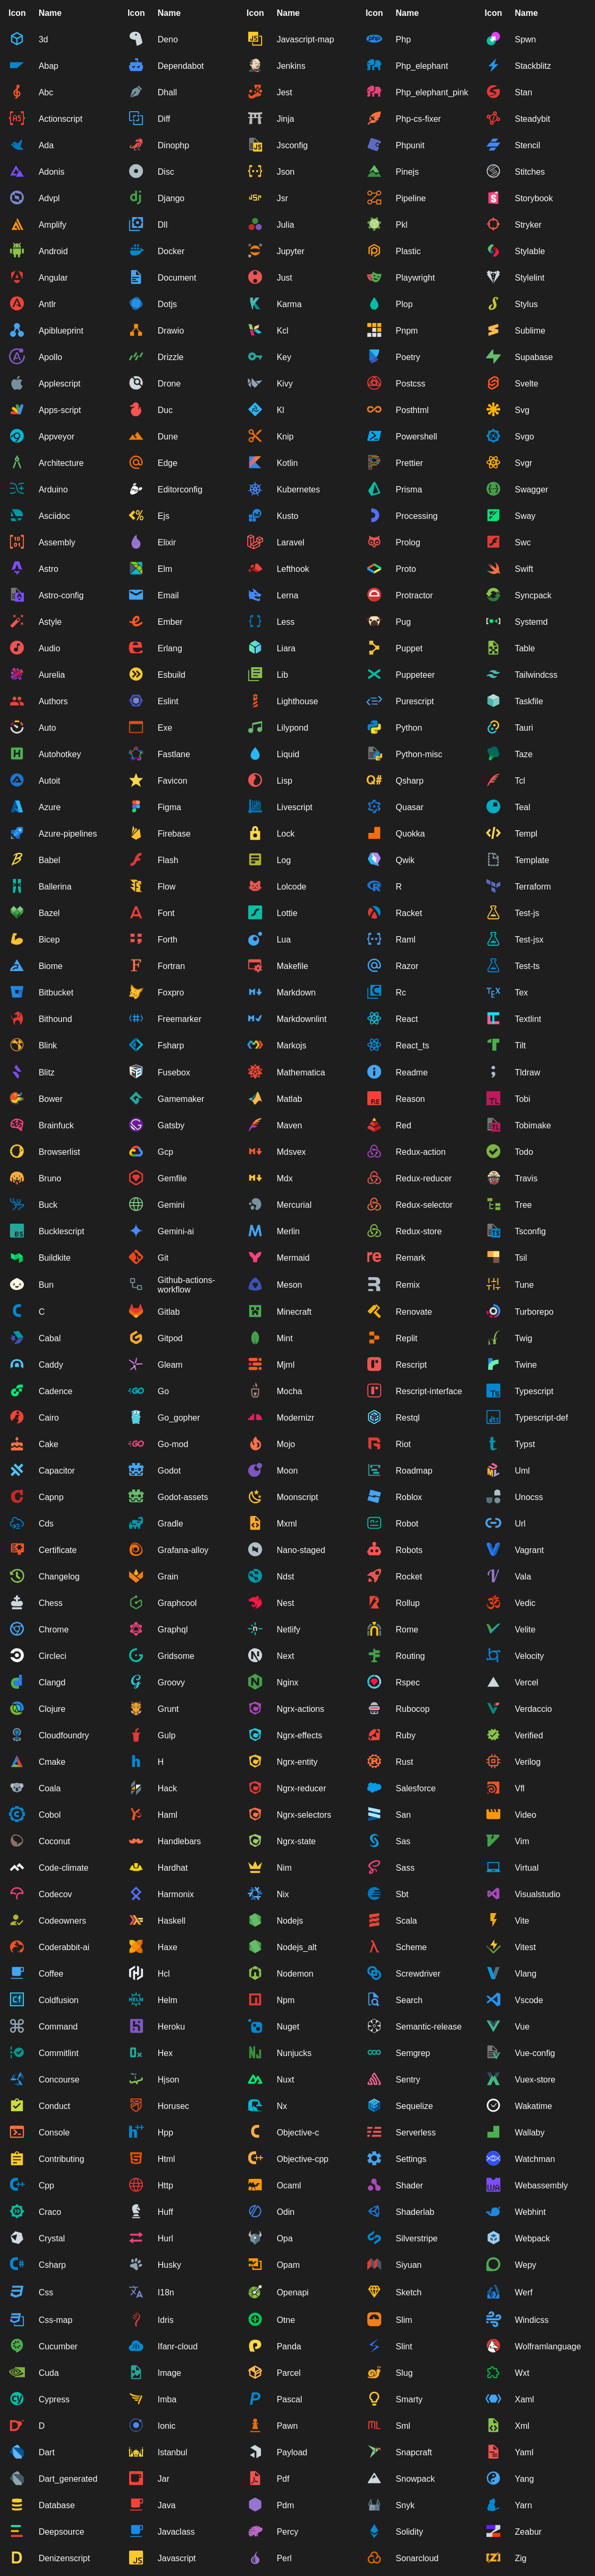 Icon Name Icon Name Icon Name Icon Name Icon Name
3d Deno Javascript-map Php Spwn
Abap Dependabot Jenkins Php_elephant Stackblitz
Abc Dhall Jest Php_elephant_pink Stan
Actionscript Diff Jinja Php-cs-fixer Steadybit
Ada Dinophp Jsconfig Phpunit Stencil
Adonis Disc Json Pinejs Stitches
Advpl Django Jsr Pipeline Storybook
Amplify Dll Julia Pkl Stryker
Android Docker Jupyter Plastic Stylable
Angular Document Just Playwright Stylelint
Antlr Dotjs Karma Plop Stylus
Apiblueprint Drawio Kcl Pnpm Sublime
Apollo Drizzle Key Poetry Supabase
Applescript Drone Kivy Postcss Svelte
Apps-script Duc Kl Posthtml Svg
Appveyor Dune Knip Powershell Svgo
Architecture Edge Kotlin Prettier Svgr
Arduino Editorconfig Kubernetes Prisma Swagger
Asciidoc Ejs Kusto Processing Sway
Assembly Elixir Laravel Prolog Swc
Astro Elm Lefthook Proto Swift
Astro-config Email Lerna Protractor Syncpack
Astyle Ember Less Pug Systemd
Audio Erlang Liara Puppet Table
Aurelia Esbuild Lib Puppeteer Tailwindcss
Authors Eslint Lighthouse Purescript Taskfile
Auto Exe Lilypond Python Tauri
Autohotkey Fastlane Liquid Python-misc Taze
Autoit Favicon Lisp Qsharp Tcl
Azure Figma Livescript Quasar Teal
Azure-pipelines Firebase Lock Quokka Templ
Babel Flash Log Qwik Template
Ballerina Flow Lolcode R Terraform
Bazel Font Lottie Racket Test-js
Bicep Forth Lua Raml Test-jsx
Biome Fortran Makefile Razor Test-ts
Bitbucket Foxpro Markdown Rc Tex
Bithound Freemarker Markdownlint React Textlint
Blink Fsharp Markojs React_ts Tilt
Blitz Fusebox Mathematica Readme Tldraw
Bower Gamemaker Matlab Reason Tobi
Brainfuck Gatsby Maven Red Tobimake
Browserlist Gcp Mdsvex Redux-action Todo
Bruno Gemfile Mdx Redux-reducer Travis
Buck Gemini Mercurial Redux-selector Tree
Bucklescript Gemini-ai Merlin Redux-store Tsconfig
Buildkite Git Mermaid Remark Tsil
Bun Github-actions-workflow Meson Remix Tune
C Gitlab Minecraft Renovate Turborepo
Cabal Gitpod Mint Replit Twig
Caddy Gleam Mjml Rescript Twine
Cadence Go Mocha Rescript-interface Typescript
Cairo Go_gopher Modernizr Restql Typescript-def
Cake Go-mod Mojo Riot Typst
Capacitor Godot Moon Roadmap Uml
Capnp Godot-assets Moonscript Roblox Unocss
Cds Gradle Mxml Robot Url
Certificate Grafana-alloy Nano-staged Robots Vagrant
Changelog Grain Ndst Rocket Vala
Chess Graphcool Nest Rollup Vedic
Chrome Graphql Netlify Rome Velite
Circleci Gridsome Next Routing Velocity
Clangd Groovy Nginx Rspec Vercel
Clojure Grunt Ngrx-actions Rubocop Verdaccio
Cloudfoundry Gulp Ngrx-effects Ruby Verified
Cmake H Ngrx-entity Rust Verilog
Coala Hack Ngrx-reducer Salesforce Vfl
Cobol Haml Ngrx-selectors San Video
Coconut Handlebars Ngrx-state Sas Vim
Code-climate Hardhat Nim Sass Virtual
Codecov Harmonix Nix Sbt Visualstudio
Codeowners Haskell Nodejs Scala Vite
Coderabbit-ai Haxe Nodejs_alt Scheme Vitest
Coffee Hcl Nodemon Screwdriver Vlang
Coldfusion Helm Npm Search Vscode
Command Heroku Nuget Semantic-release Vue
Commitlint Hex Nunjucks Semgrep Vue-config
Concourse Hjson Nuxt Sentry Vuex-store
Conduct Horusec Nx Sequelize Wakatime
Console Hpp Objective-c Serverless Wallaby
Contributing Html Objective-cpp Settings Watchman
Cpp Http Ocaml Shader Webassembly
Craco Huff Odin Shaderlab Webhint
Crystal Hurl Opa Silverstripe Webpack
Csharp Husky Opam Siyuan Wepy
Css I18n Openapi Sketch Werf
Css-map Idris Otne Slim Windicss
Cucumber Ifanr-cloud Panda Slint Wolframlanguage
Cuda Image Parcel Slug Wxt
Cypress Imba Pascal Smarty Xaml
D Ionic Pawn Sml Xml
Dart Istanbul Payload Snapcraft Yaml
Dart_generated Jar Pdf Snowpack Yang
Database Java Pdm Snyk Yarn
Deepsource Javaclass Percy Solidity Zeabur
Denizenscript Javascript Perl Sonarcloud Zig